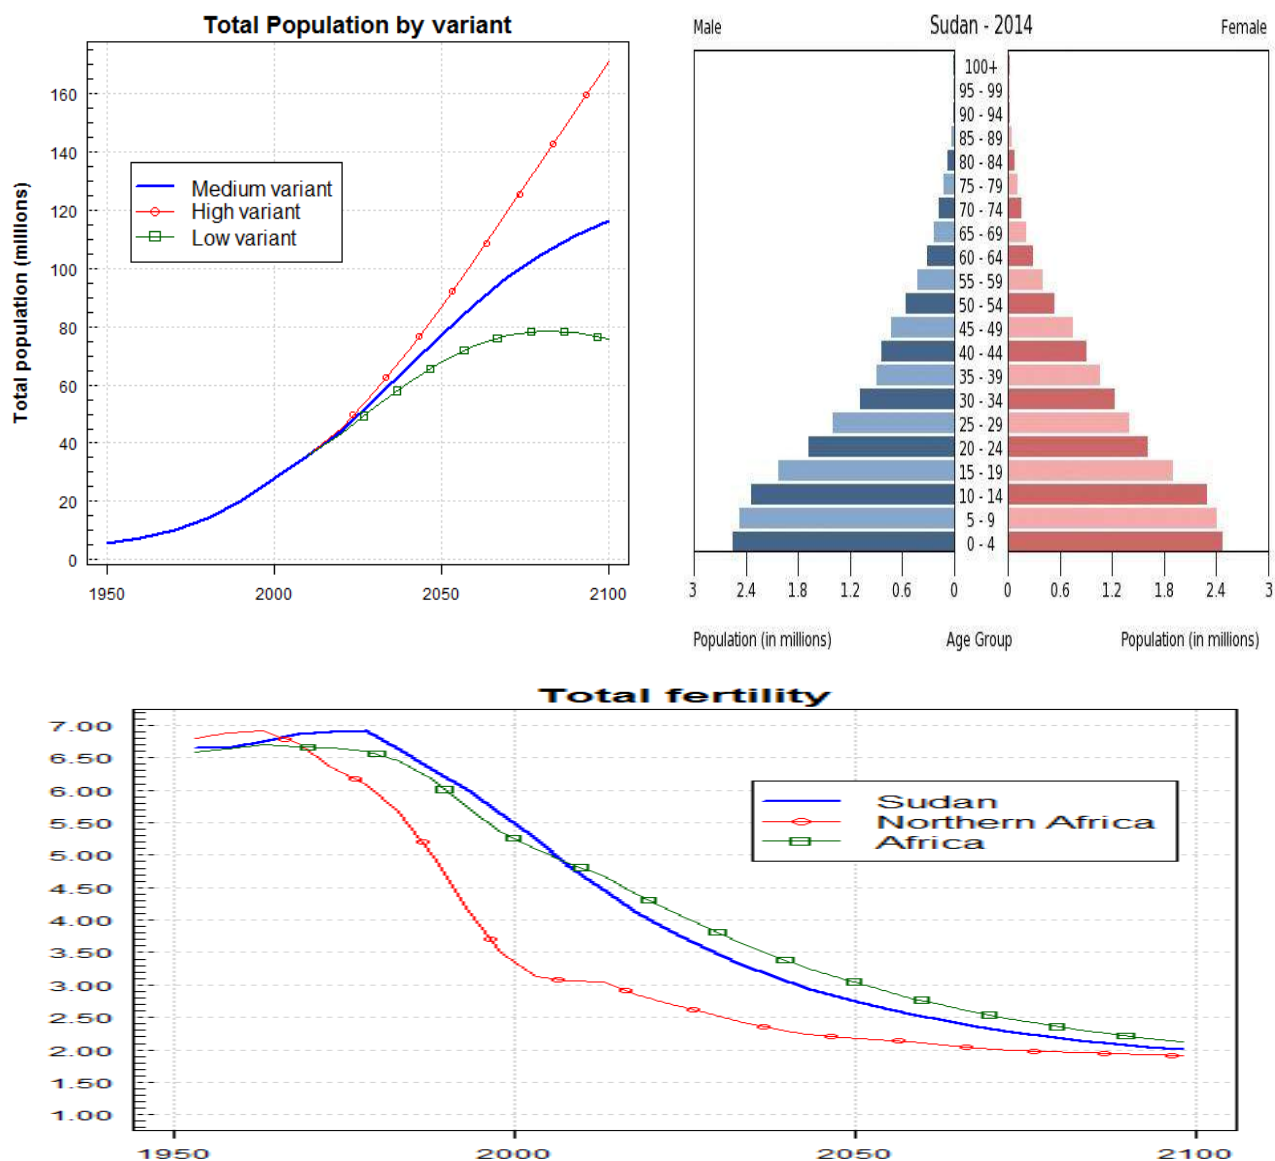 Total Population by variant
Total population (millions)
160
140
120
100
80
60
40
20
0
Medium variant
High variant
Low variant
1950 2000 2050 2100
Male Sudan - 2014 Female
100+
95 - 99
90 - 94
85 - 89
80 - 84
75 - 79
70 - 74
65 - 69
60 - 64
55 - 59
50 - 54
45 - 49
40 - 44
35 - 39
30 - 34
25 - 29
20 - 24
15 - 19
10 - 14
5 - 9
0 - 4
3 2.4 1.8 1.2 0.6 0 0 0.6 1.2 1.8 2.4 3
Population (in millions) Age Group Population (in millions)
Total fertility
7.00
6.50
6.00
5.50
5.00
4.50
4.00
3.50
3.00
2.50
2.00
1.50
1.00
Sudan
Northern Africa
Africa
1950 2000 2050 2100